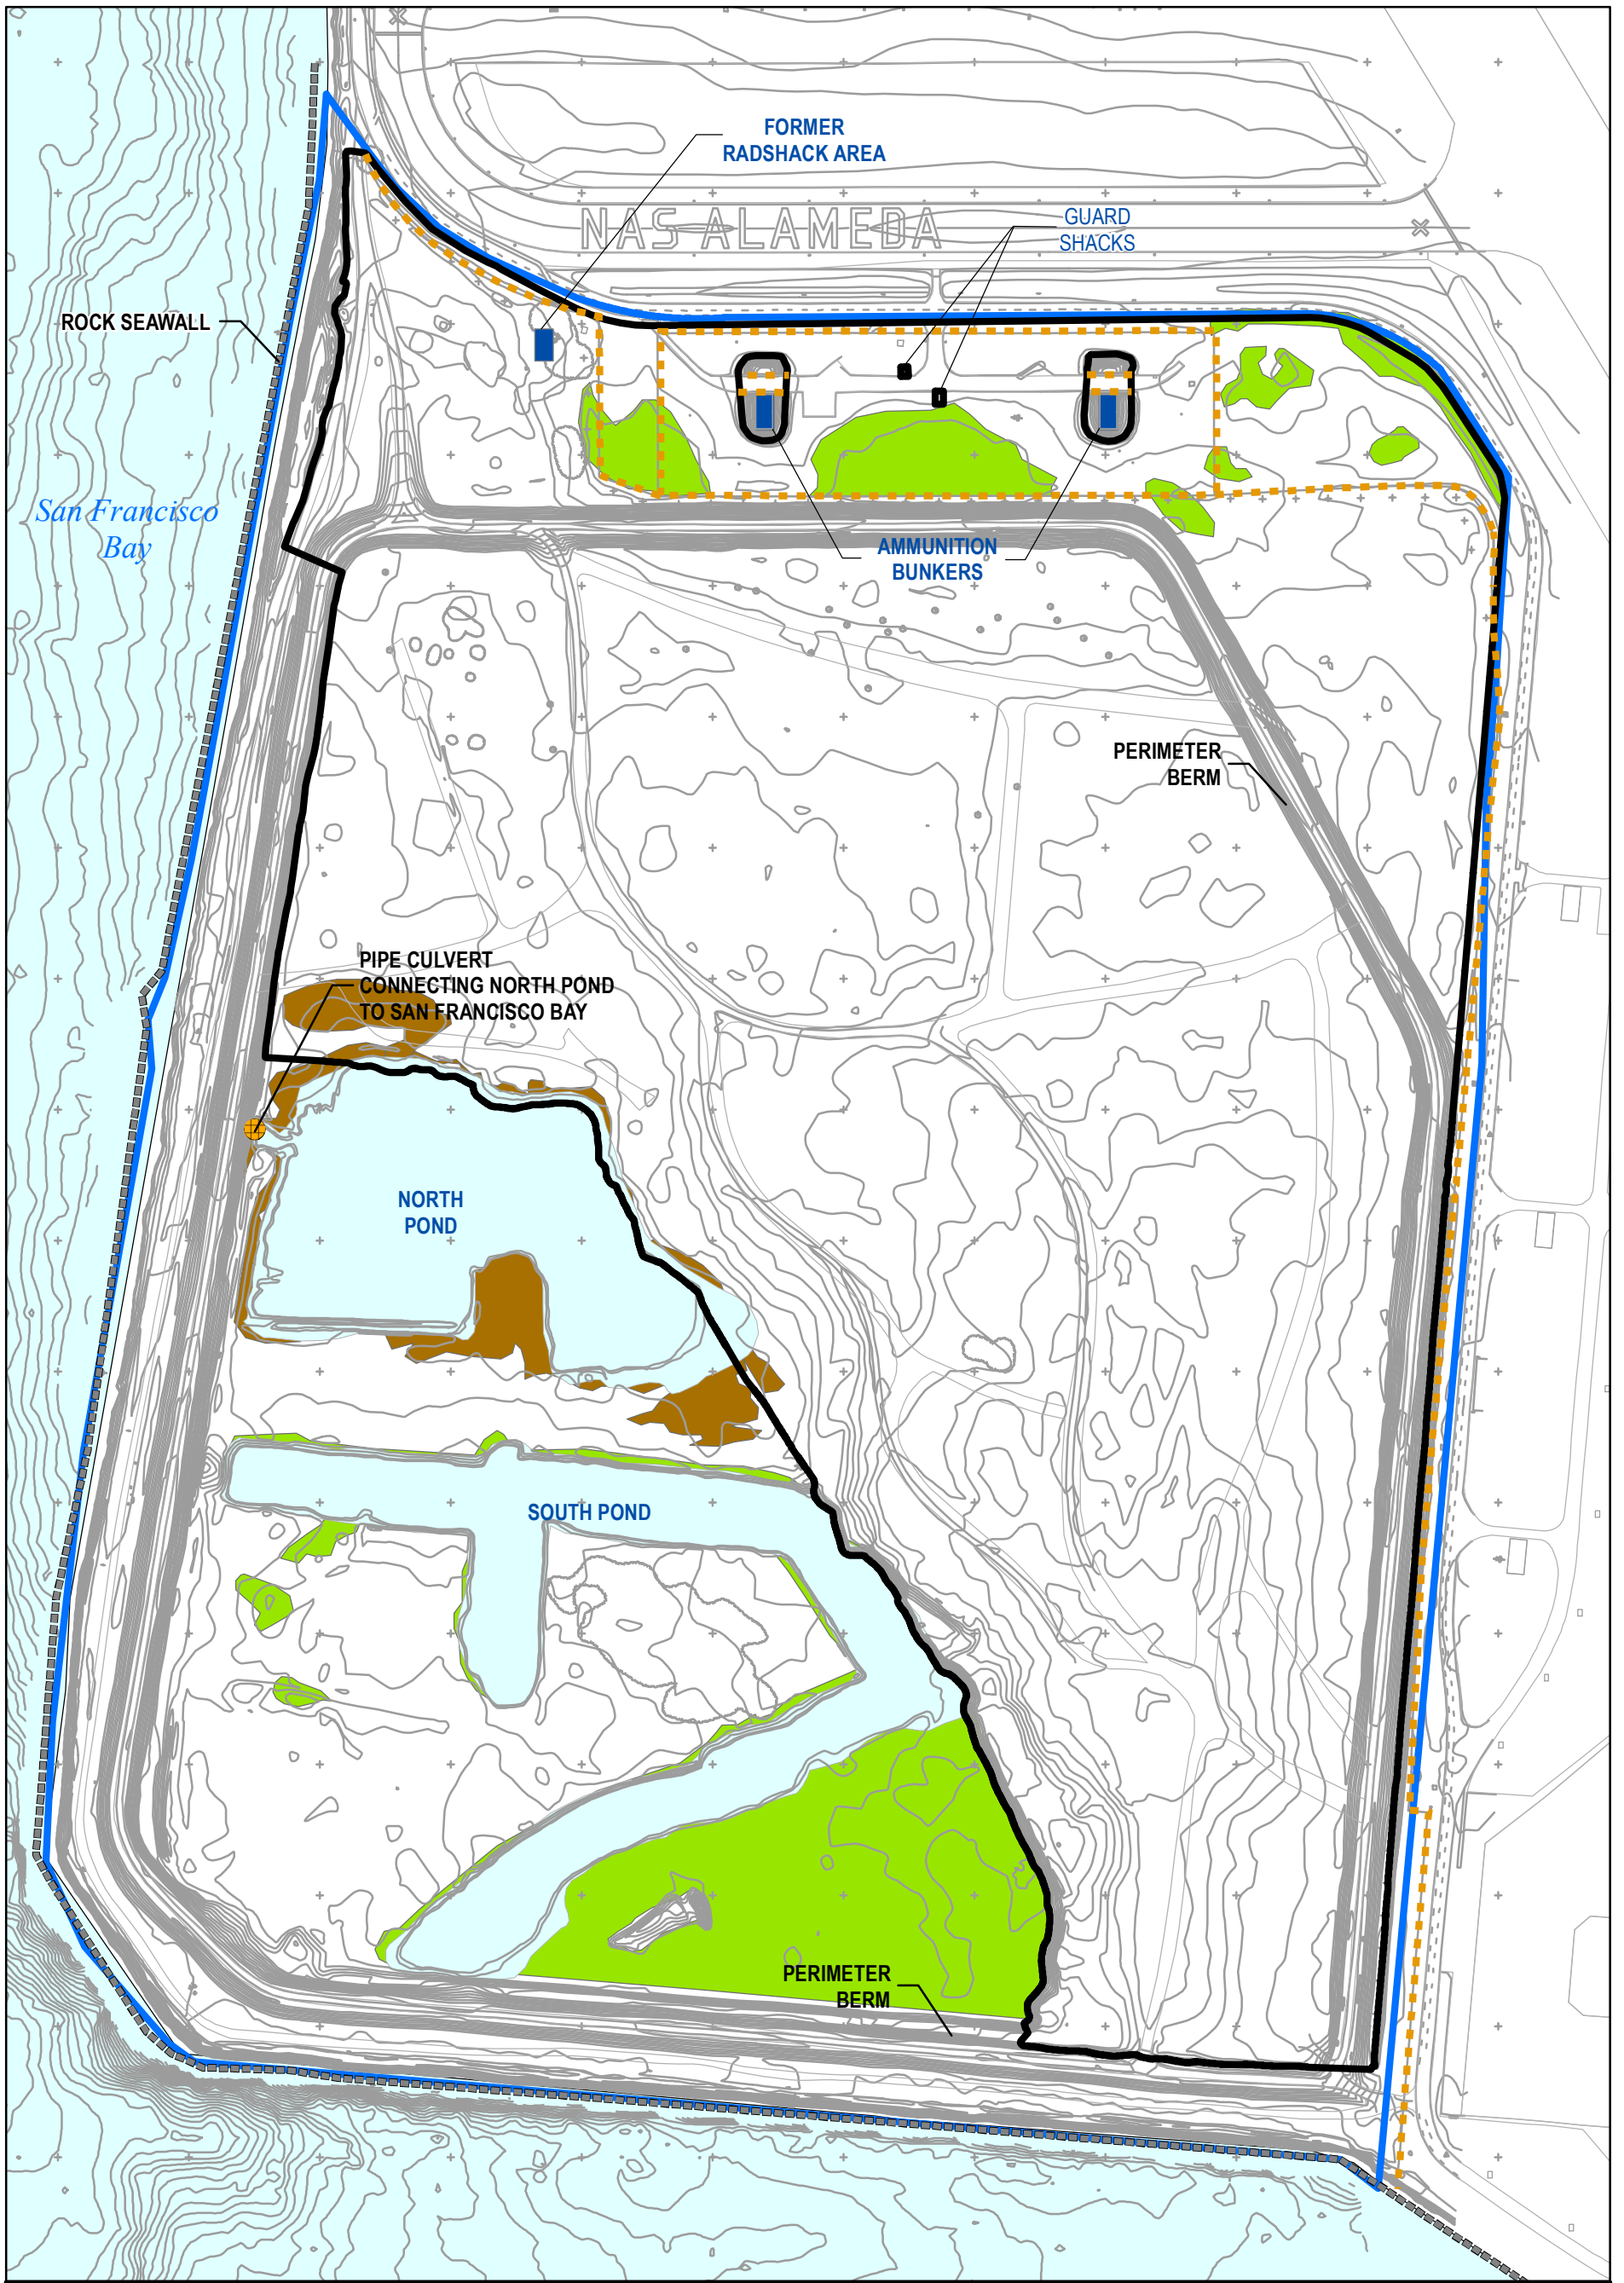 FORMER
RADSHACK AREA
NAS ALAMEDA
GUARD
SHACKS
ROCK SEAWALL
San Francisco
Bay
AMMUNITION
BUNKERS
PERIMETER
BERM
PIPE CULVERT
CONNECTING NORTH POND
TO SAN FRANCISCO BAY
NORTH
POND
SOUTH POND
PERIMETER
BERM